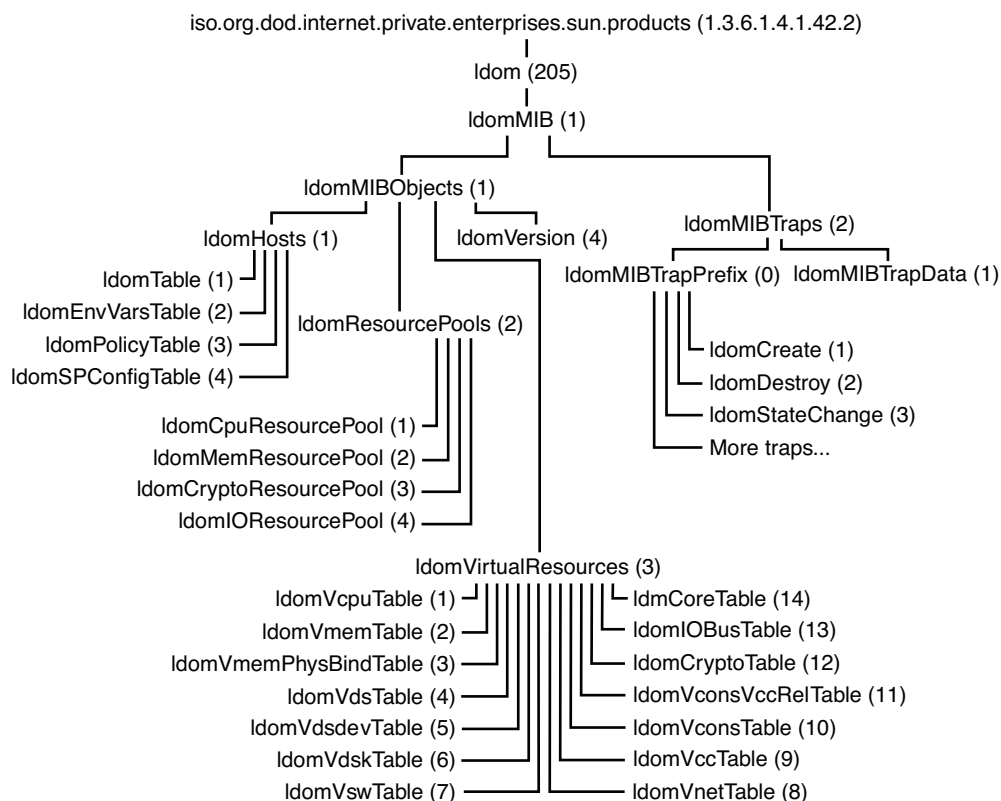 iso.org.dod.internet.private.enterprises.sun.products (1.3.6.1.4.1.42.2)
ldom (205)
ldomMIB (1)
ldomMIBObjects (1)
ldomHosts (1)
ldomTable (1)
ldomEnvVarsTable (2)
ldomPolicyTable (3)
ldomSPConfigTable (4)
ldomVersion (4)
ldomResourcePools (2)
ldomCpuResourcePool (1)
ldomMemResourcePool (2)
ldomCryptoResourcePool (3)
ldomIOResourcePool (4)
ldomMIBTraps (2)
ldomMIBTrapPrefix (0)
ldomMIBTrapData (1)
ldomCreate (1)
ldomDestroy (2)
ldomStateChange (3)
More traps...
ldomVirtualResources (3)
ldomVcpuTable (1)
ldomVmemTable (2)
ldomVmemPhysBindTable (3)
ldomVdsTable (4)
ldomVdsdevTable (5)
ldomVdskTable (6)
ldomVswTable (7)
ldmCoreTable (14)
ldomIOBusTable (13)
ldomCryptoTable (12)
ldomVconsVccRelTable (11)
ldomVconsTable (10)
ldomVccTable (9)
ldomVnetTable (8)